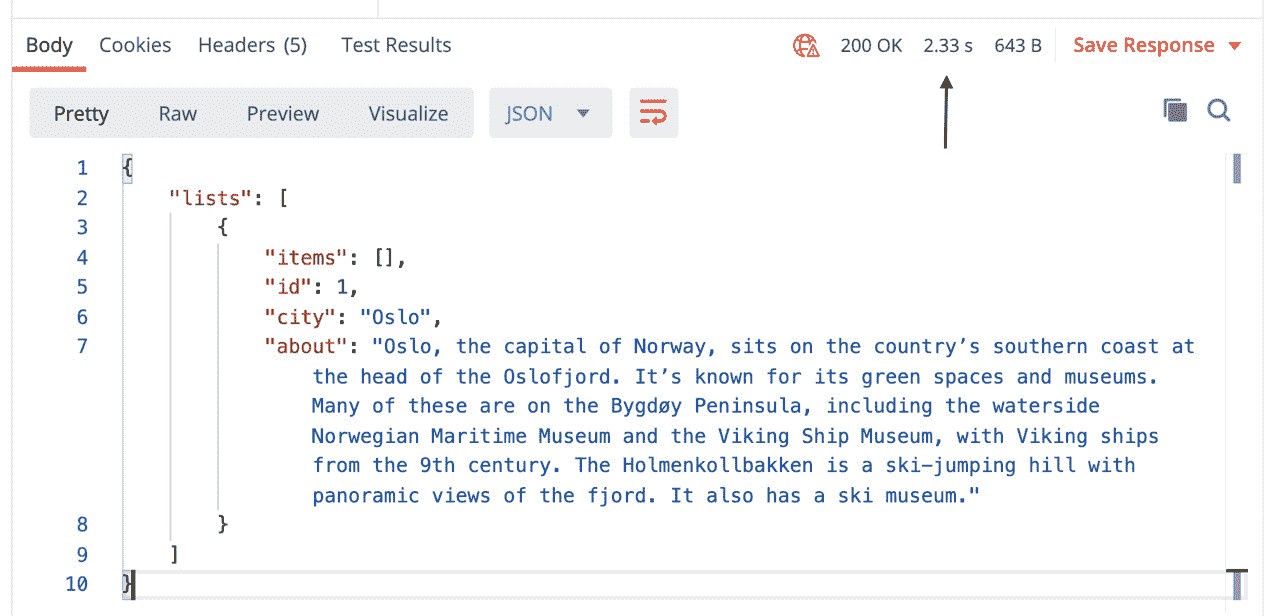 Body Cookies Headers (5) Test Results 200 OK 2.33 s 643 B Save Response
Pretty Raw Preview Visualize JSON
1 {
2 "lists": [
3 {
4 "items": [],
5 "id": 1,
6 "city": "Oslo",
7 "about": "Oslo, the capital of Norway, sits on the country’s southern coast at
the head of the Oslofjord. It’s known for its green spaces and museums.
Many of these are on the Bygdøy Peninsula, including the waterside
Norwegian Maritime Museum and the Viking Ship Museum, with Viking ships
from the 9th century. The Holmenkollbakken is a ski-jumping hill with
panoramic views of the fjord. It also has a ski museum."
8 }
9 ]
10 }